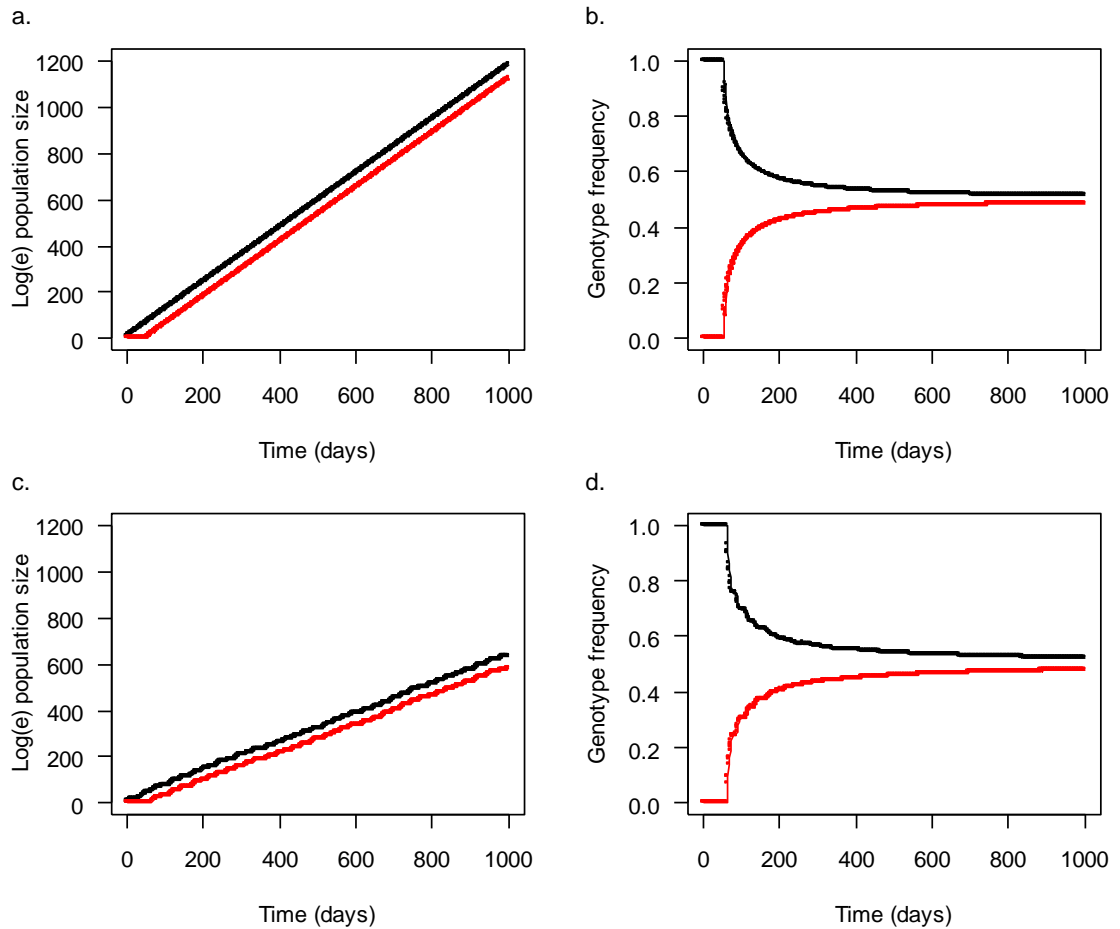 a.
Log(e) population size
1200
1000
800
600
400
200
0
0 200 400 600 800 1000
Time (days)
b.
Genotype frequency
1.0
0.8
0.6
0.4
0.2
0.0
0 200 400 600 800 1000
Time (days)
c.
Log(e) population size
1200
1000
800
600
400
200
0
0 200 400 600 800 1000
Time (days)
d.
Genotype frequency
1.0
0.8
0.6
0.4
0.2
0.0
0 200 400 600 800 1000
Time (days)